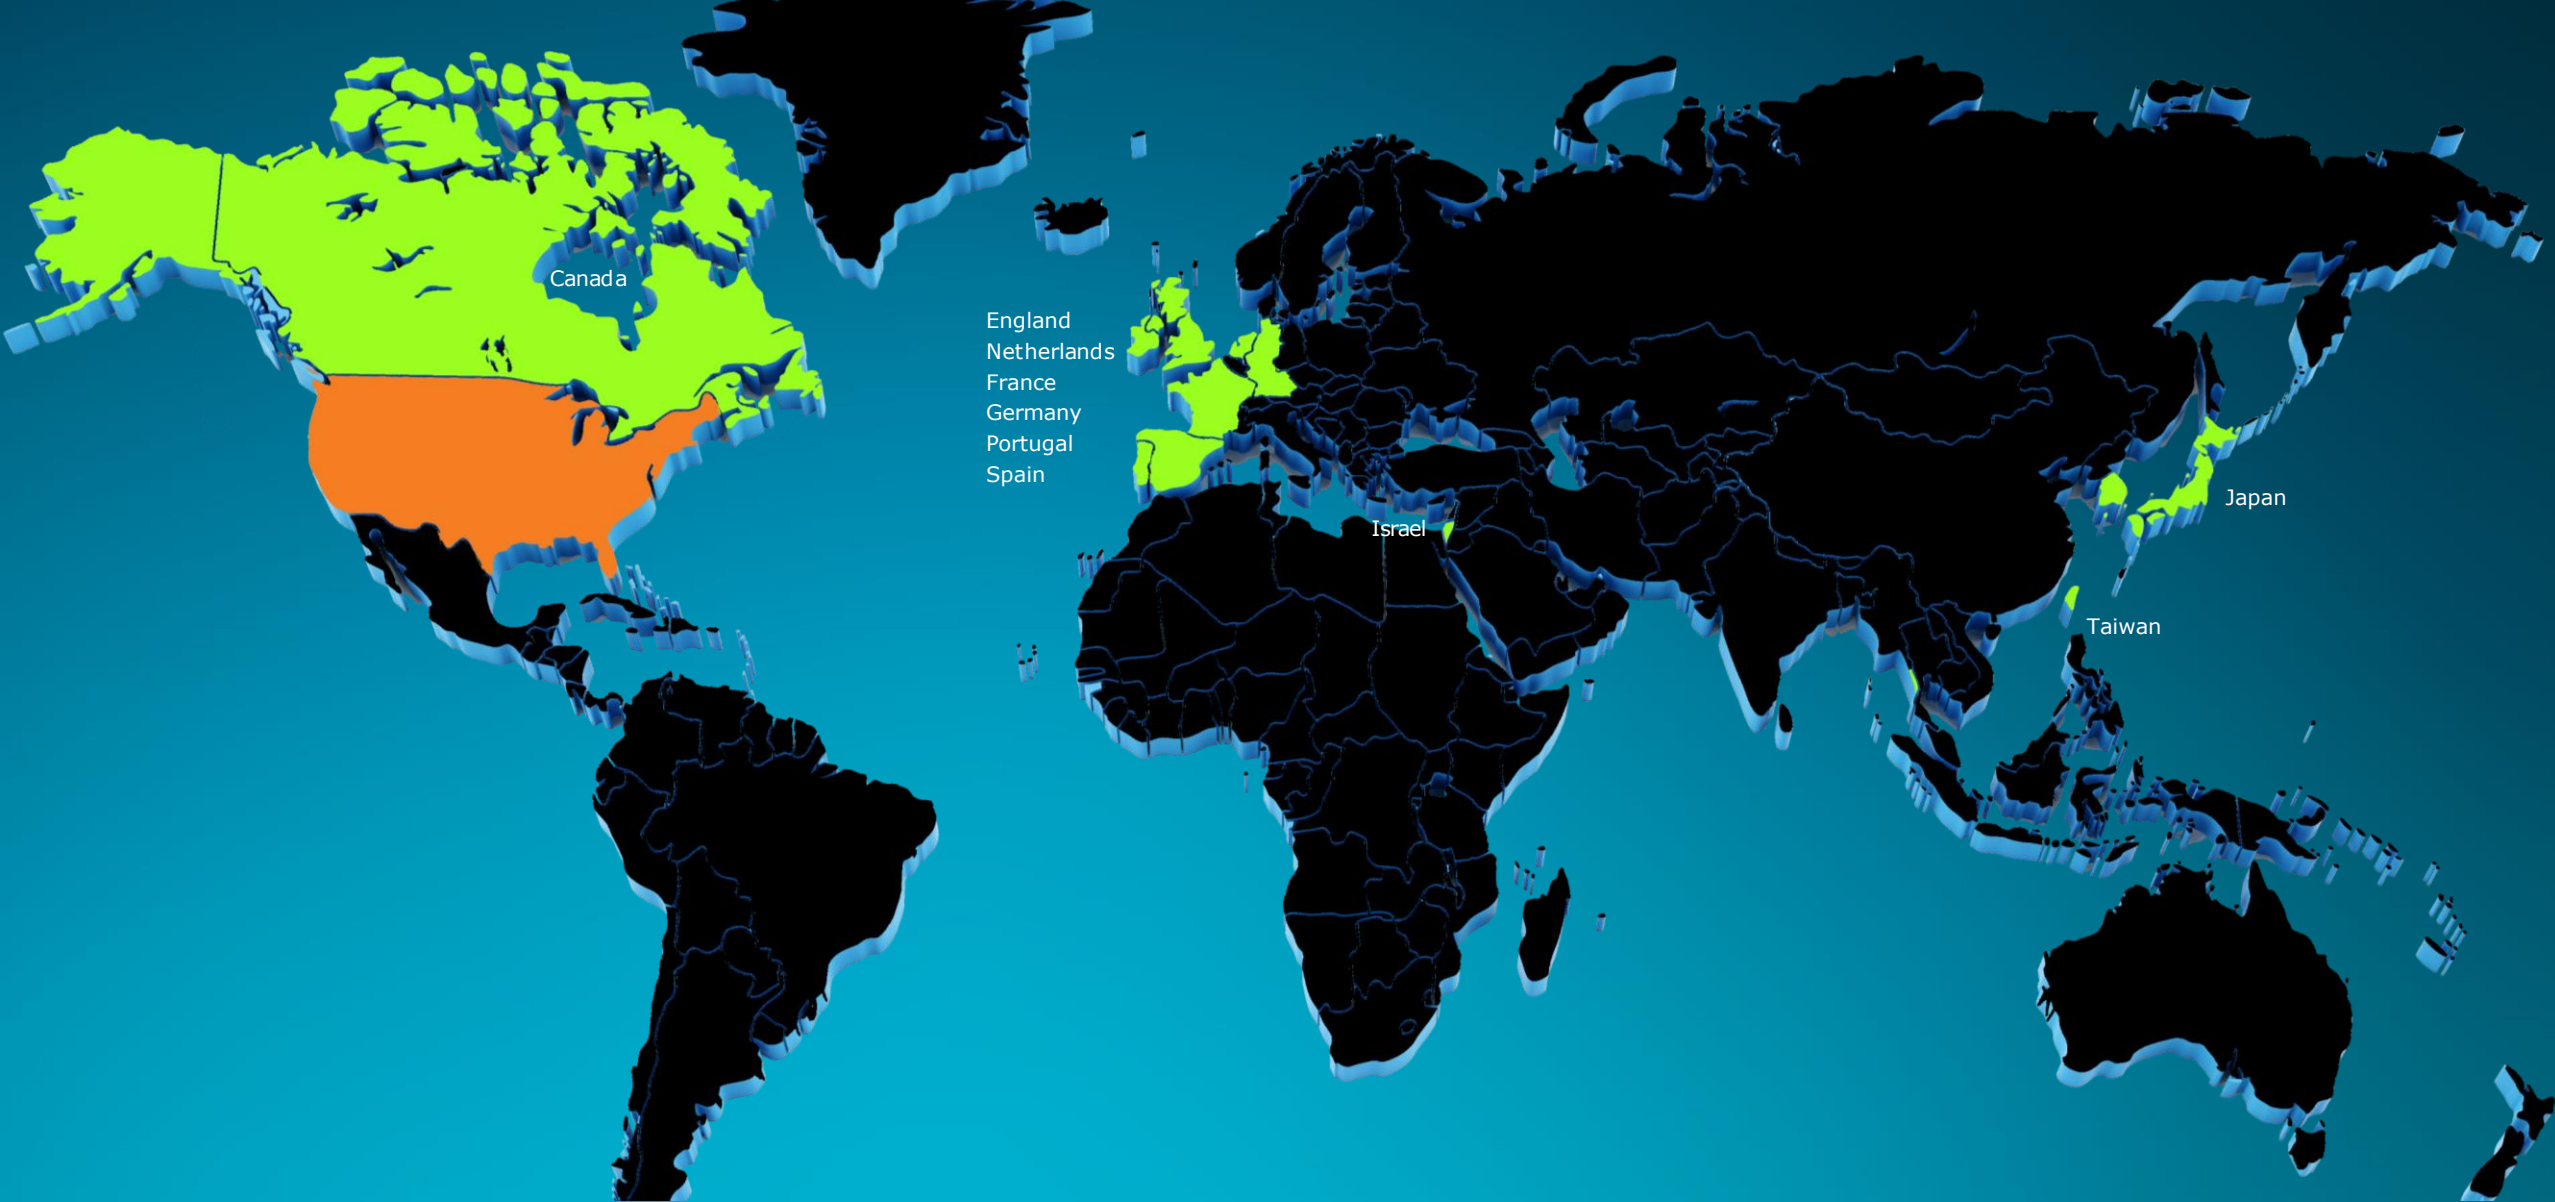 Canada
England
Netherlands
France
Germany
Portugal
Spain
Israel
Japan
Taiwan